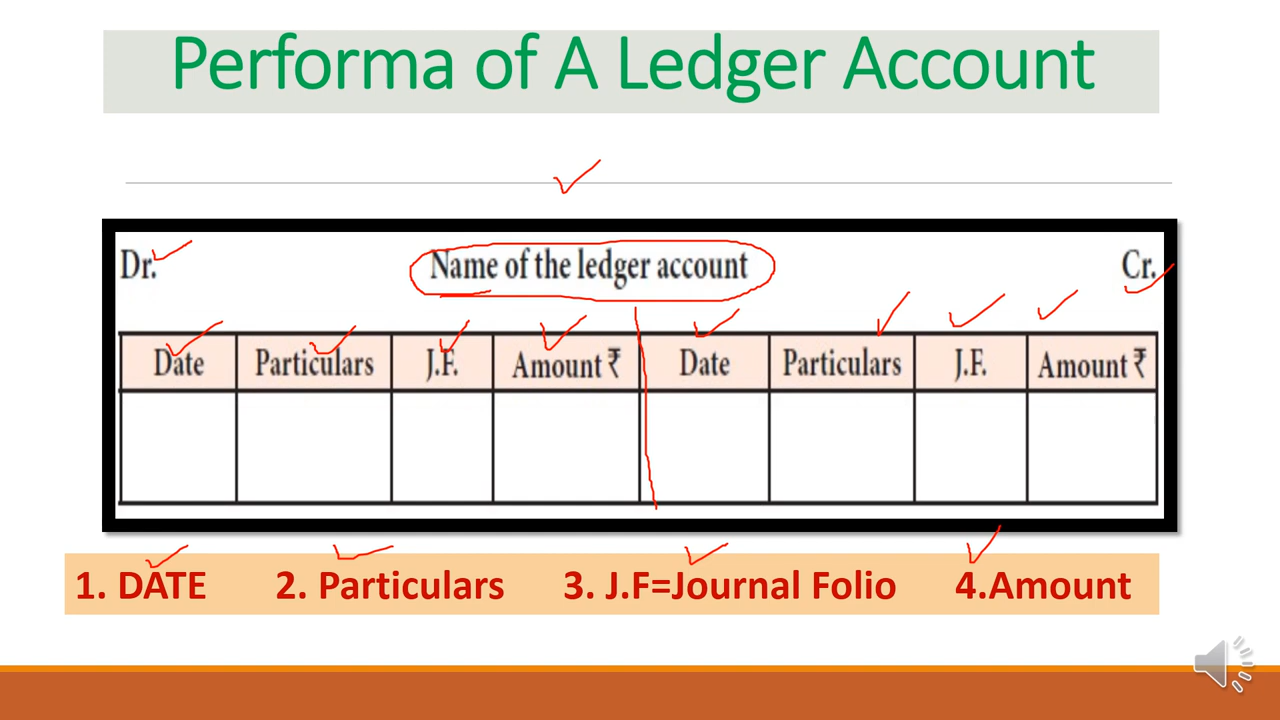 Performa of A Ledger Account
Dr. Name of the ledger account Cr.
Date Particulars J.F. Amount ₹ Date Particulars J.F. Amount ₹
1. DATE 2. Particulars 3. J.F=Journal Folio 4.Amount